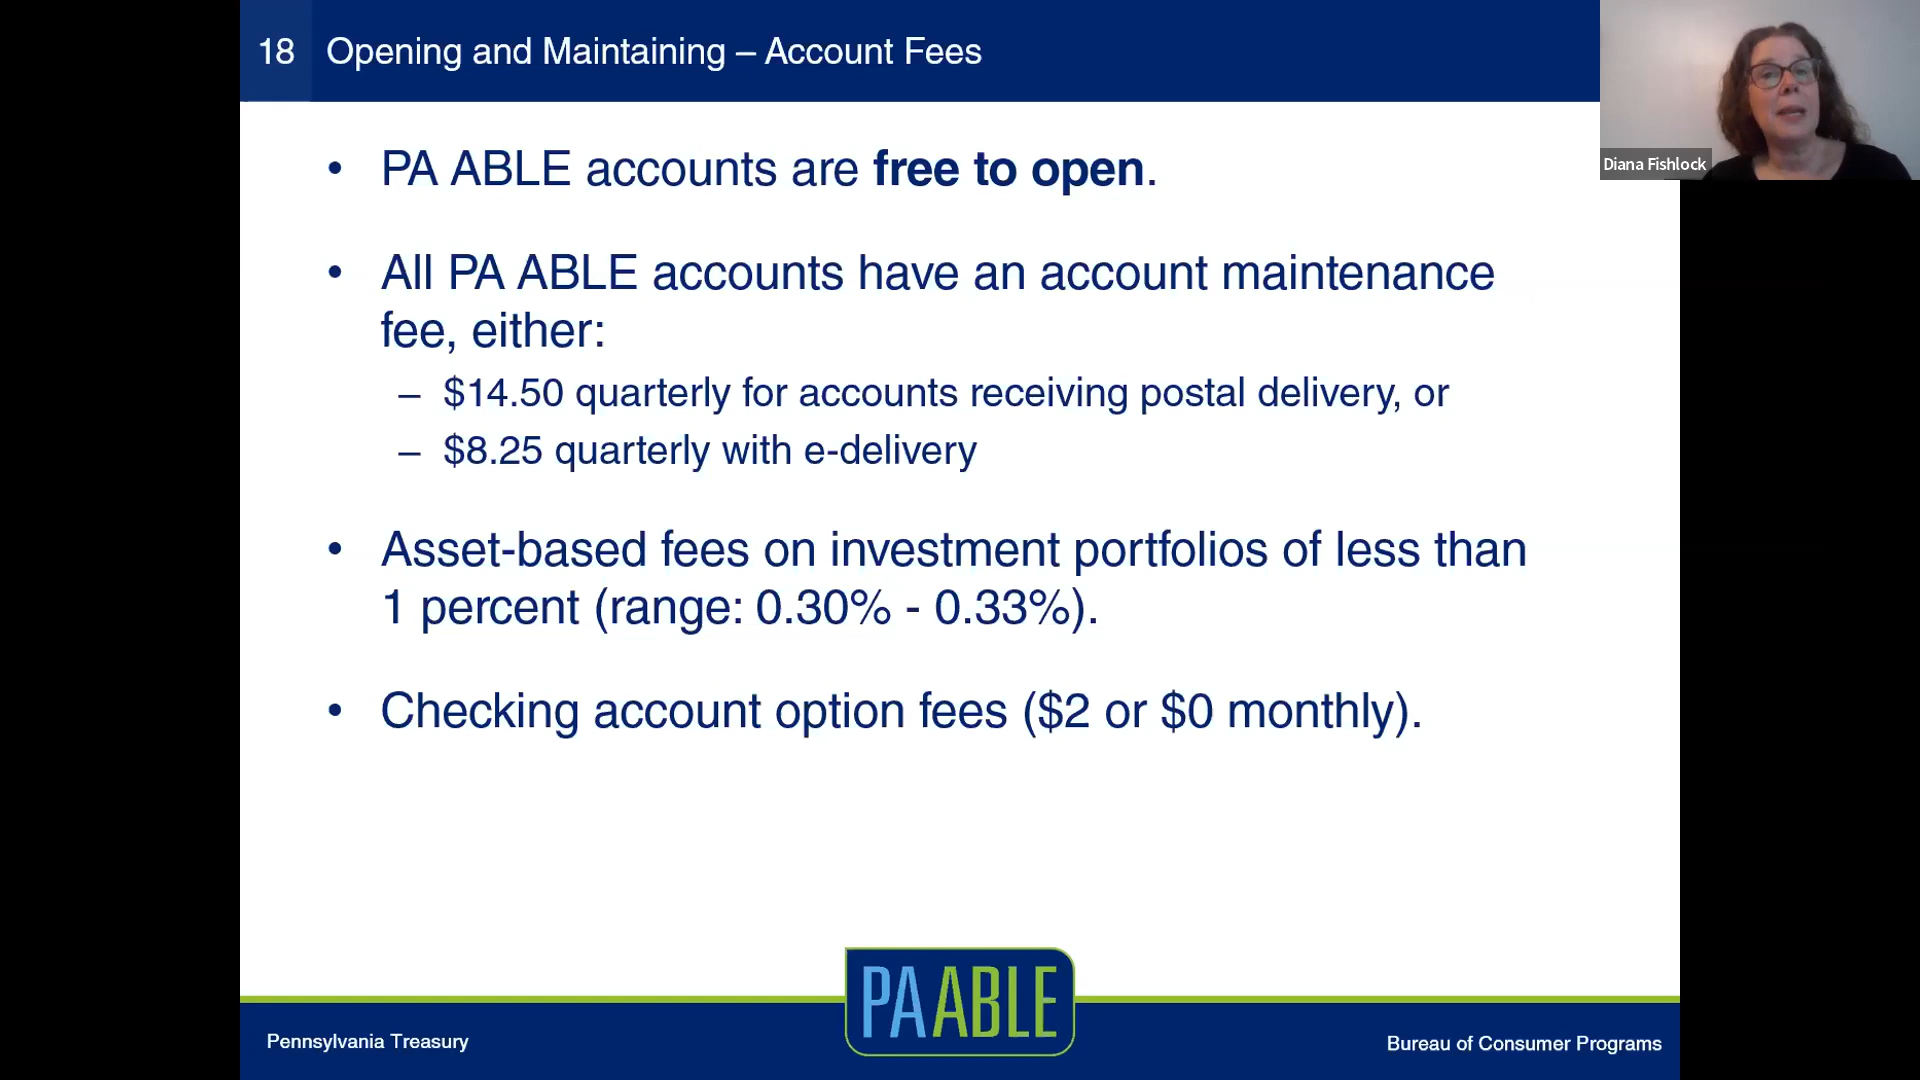 18 Opening and Maintaining – Account Fees
Diana Fishlock
• PA ABLE accounts are free to open.
• All PA ABLE accounts have an account maintenance
fee, either:
– $14.50 quarterly for accounts receiving postal delivery, or
– $8.25 quarterly with e-delivery
• Asset-based fees on investment portfolios of less than
1 percent (range: 0.30% - 0.33%).
• Checking account option fees ($2 or $0 monthly).
PA ABLE
Pennsylvania Treasury
Bureau of Consumer Programs